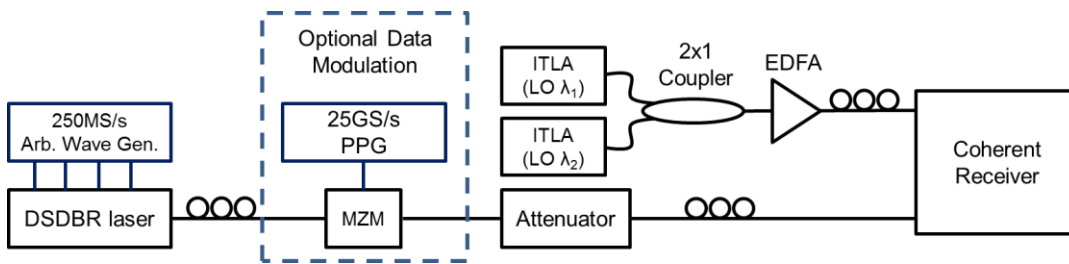 Optional Data
Modulation
250MS/s
Arb. Wave Gen.
DSDBR laser
25GS/s
PPG
MZM
ITLA
(LO λ₁)
ITLA
(LO λ₂)
2x1
Coupler
EDFA
Attenuator
Coherent
Receiver